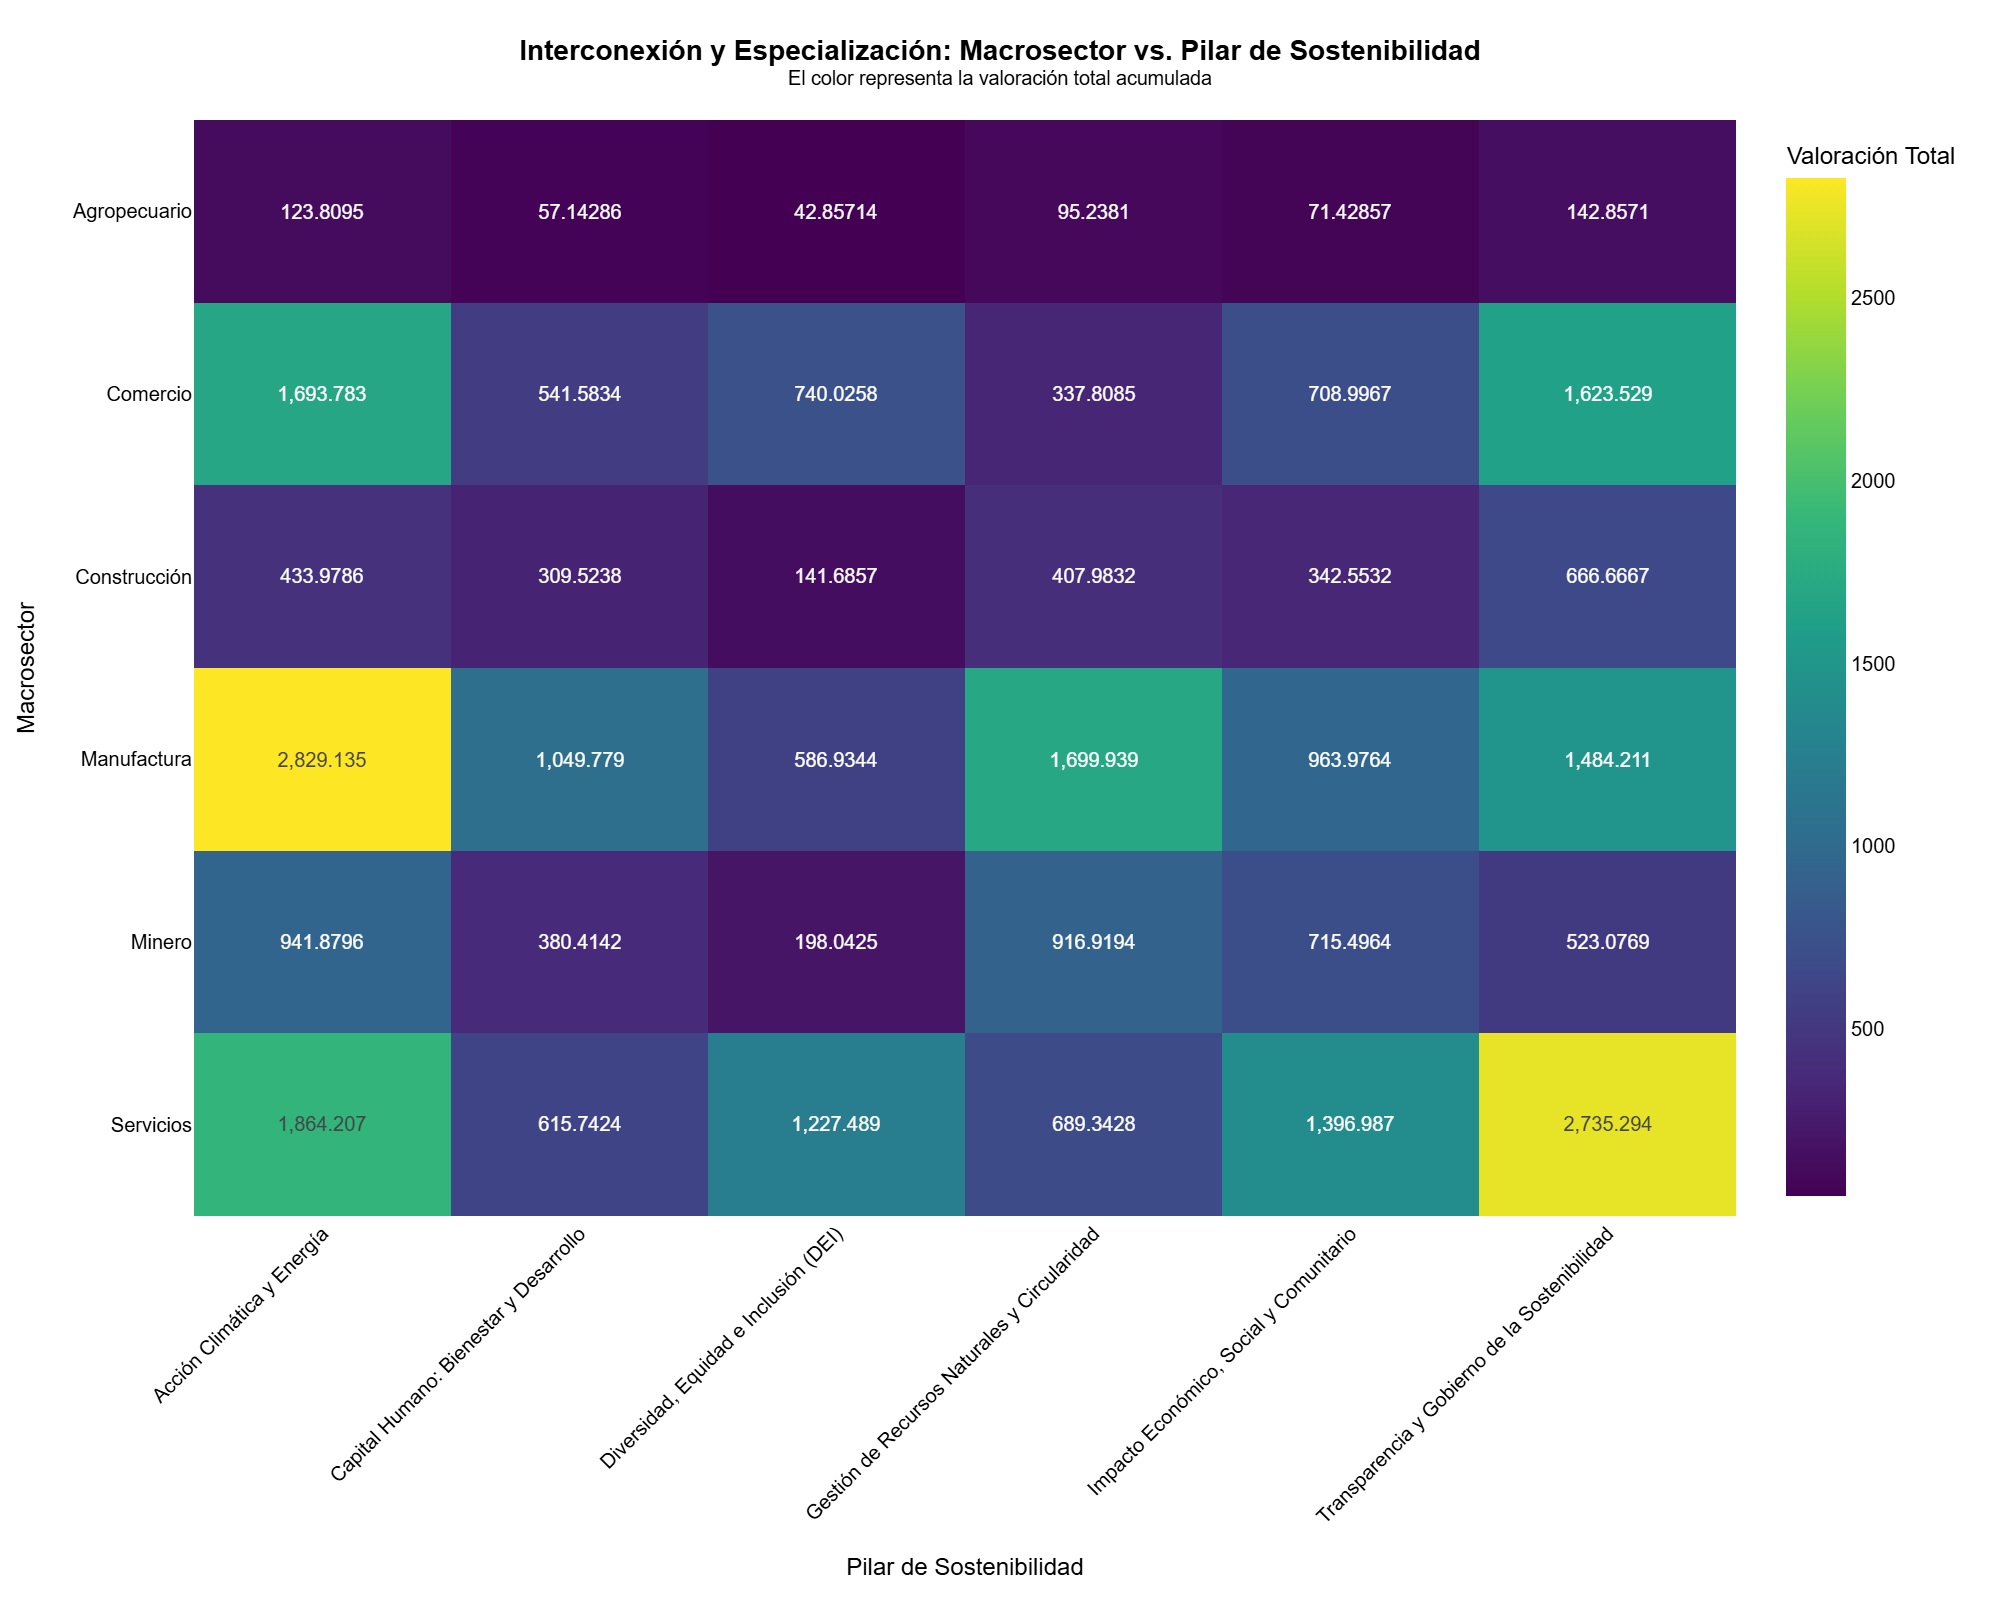 Interconexión y Especialización: Macrosector vs. Pilar de Sostenibilidad
El color representa la valoración total acumulada
Valoración Total
2500
2000
1500
1000
500
Macrosector
Agropecuario 123.8095 57.14286 42.85714 95.2381 71.42857 142.8571
Comercio 1,693.783 541.5834 740.0258 337.8085 708.9967 1,623.529
Construcción 433.9786 309.5238 141.6857 407.9832 342.5532 666.6667
Manufactura 2,829.135 1,049.779 586.9344 1,699.939 963.9764 1,484.211
Minero 941.8796 380.4142 198.0425 916.9194 715.4964 523.0769
Servicios 1,864.207 615.7424 1,227.489 689.3428 1,396.987 2,735.294
Acción Climática y Energía
Capital Humano: Bienestar y Desarrollo
Diversidad, Equidad e Inclusión (DEI)
Gestión de Recursos Naturales y Circularidad
Impacto Económico, Social y Comunitario
Transparencia y Gobierno de la Sostenibilidad
Pilar de Sostenibilidad